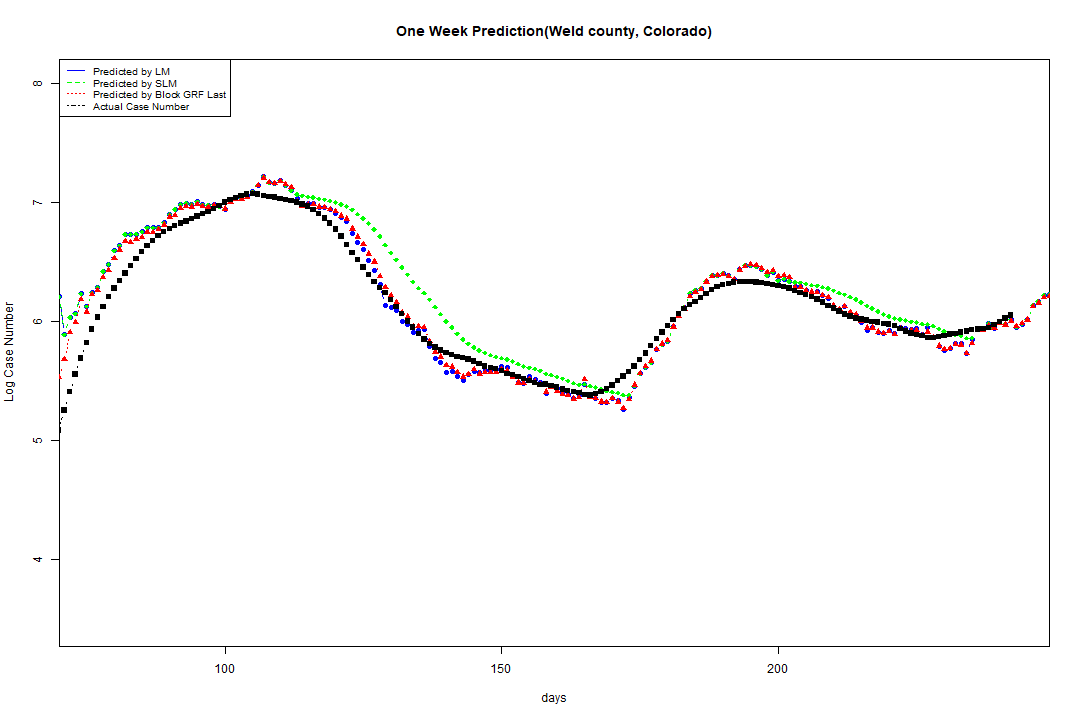 One Week Prediction(Weld county, Colorado)
Predicted by LM
Predicted by SLM
Predicted by Block GRF Last
Actual Case Number
8
7
6
5
4
Log Case Number
100
150
200
days